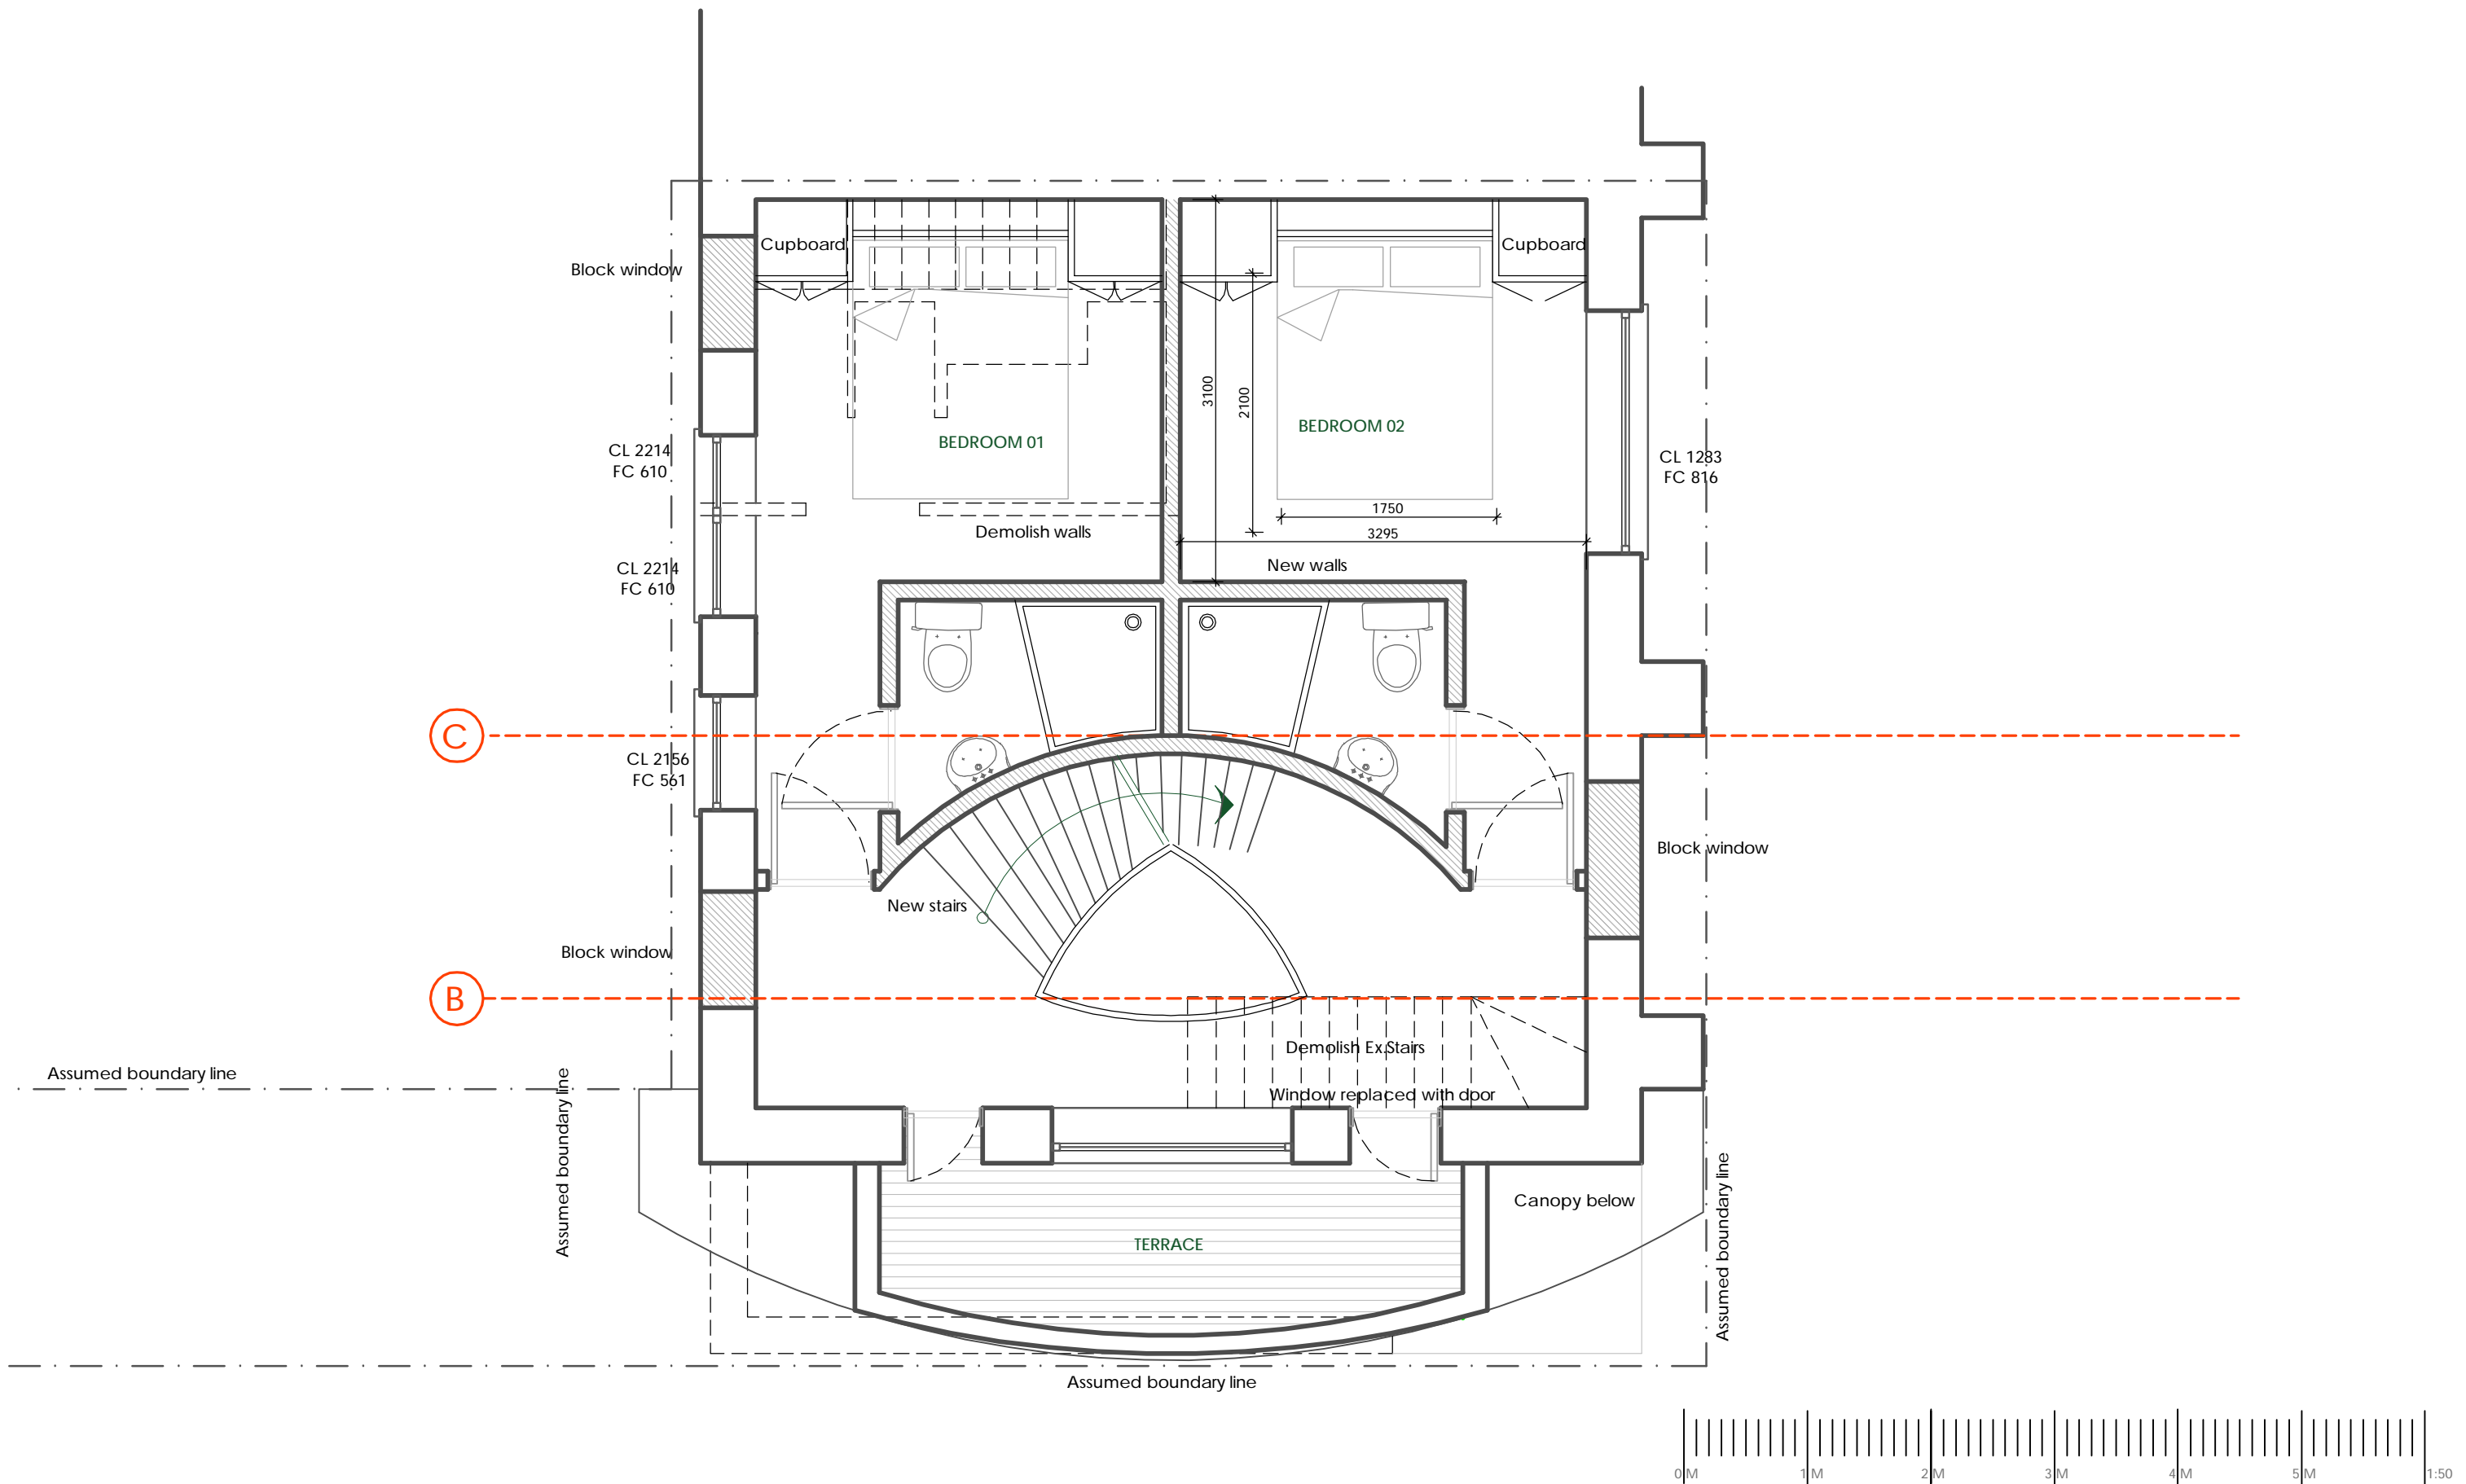 Cupboard
Cupboard
Block window
3100
2100
BEDROOM 01
BEDROOM 02
CL 2214
FC 610
CL 1283
FC 816
1750
Demolish walls
3295
CL 2214
FC 610
New walls
C
CL 2156
FC 561
Block window
New stairs
Block window
B
Demolish Ex.Stairs
Assumed boundary line
Assumed boundary line
Window replaced with door
Canopy below
Assumed boundary line
TERRACE
Assumed boundary line
0 M
1 M
2 M
3 M
4 M
5 M
1:50